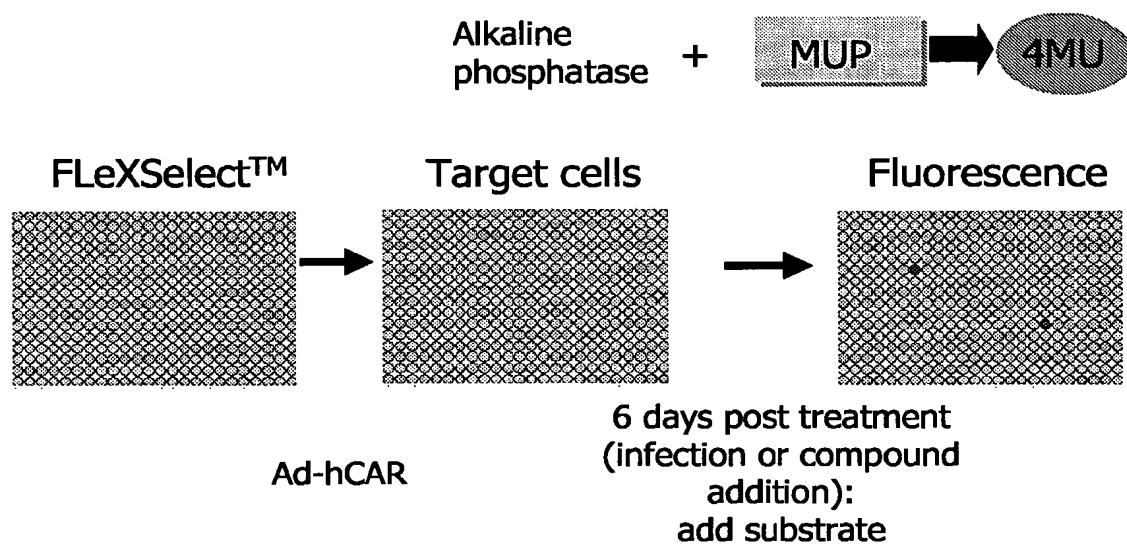 Alkaline
phosphatase
+
MUP
4MU
FLeXSelect™
Target cells
Fluorescence
Ad-hCAR
6 days post treatment
(infection or compound
addition):
add substrate